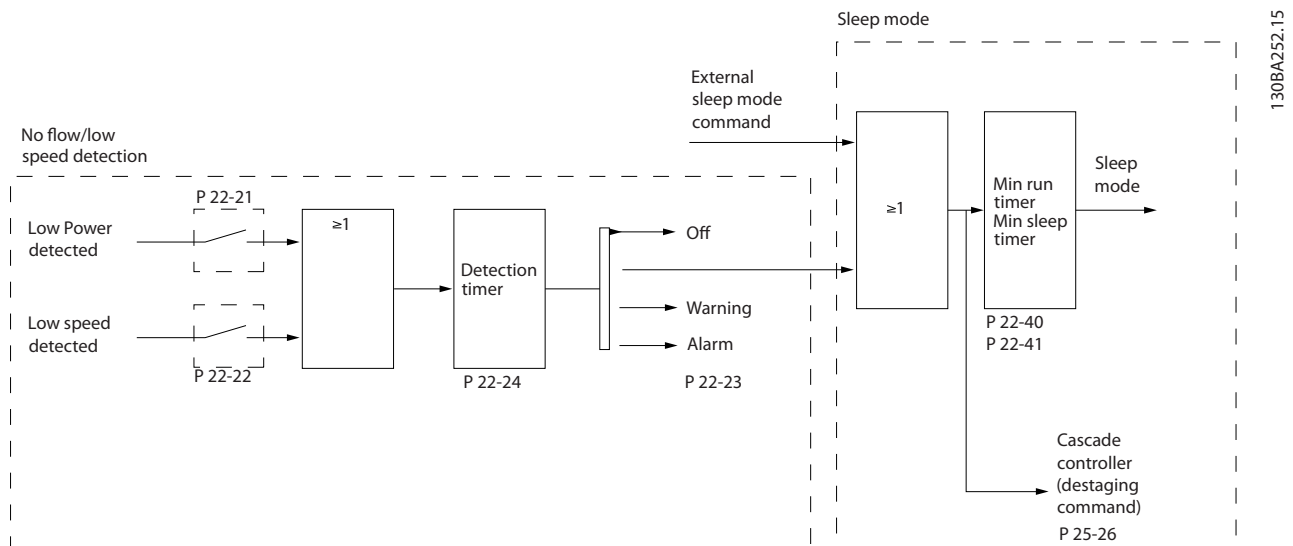 Sleep mode
130BA252.15
External
sleep mode
command
No flow/low
speed detection
P 22-21
Low Power
detected
≥1
Detection
timer
Off
Warning
Alarm
Low speed
detected
P 22-22
P 22-24
P 22-23
≥1
Min run
timer
Min sleep
timer
Sleep
mode
P 22-40
P 22-41
Cascade
controller
(destaging
command)
P 25-26